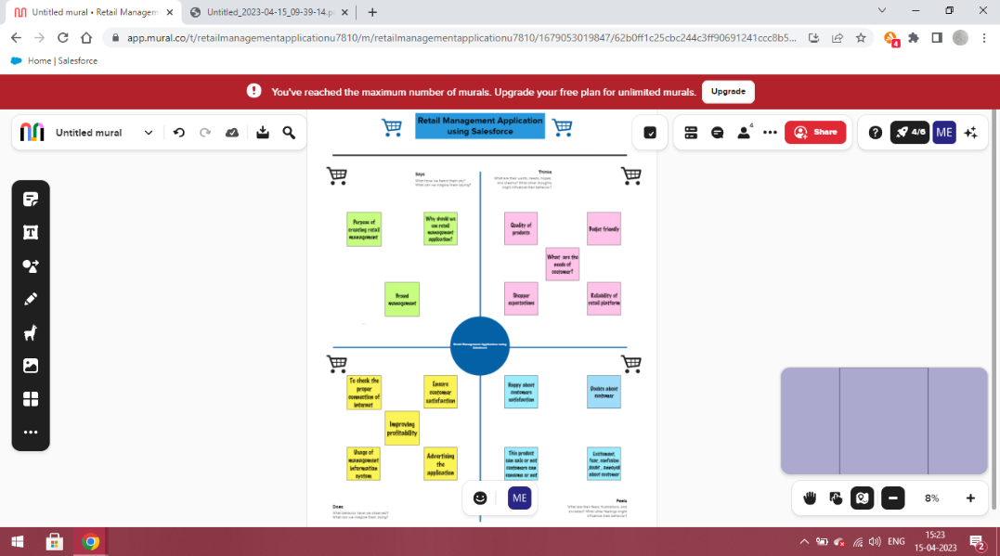 Untitled mural • Retail Managem
Untitled_2023-04-15_09-39-14.p
app.mural.co/t/retailmanagementapplicationu7810/m/retailmanagementapplicationu7810/1679053019847/62b0ff1c25cbc244c3ff90691241ccc8b5...
4
Home | Salesforce
You've reached the maximum number of murals. Upgrade your free plan for unlimited murals.
Upgrade
Untitled mural
Retail Management Application
using Salesforce
4
Share
4/6
ME
Says
What have we heard them say?
What can we imagine them saying?
Thinks
What are their wants, needs, hopes,
and dreams? What other thoughts
might influence their behavior?
Purpose of
creating retail
management
Why should we
use retail
management
application?
Quality of
products
Budjet friendly
What are the
needs of
customer?
Brand
management
Shopper
expectations
Reliability of
retail platform
Retail Management Application using
Salesforce
To check the
proper
connection of
internet
Ensure
customer
satisfaction
Happy about
customers
satisfaction
Doubts about
customer
Improving
profitability
Usage of
management
information
system
Advertising
the
application
This product
can sale or not
customers can
consume or not
Excitement,
fear, confusion
about customer
ME
Does
What behavior have we observed?
What can we imagine them doing?
Feels
What are their fears, frustrations, and
anxieties? What other feelings might
influence their behavior?
8%
ENG
15:23
15-04-2023
2